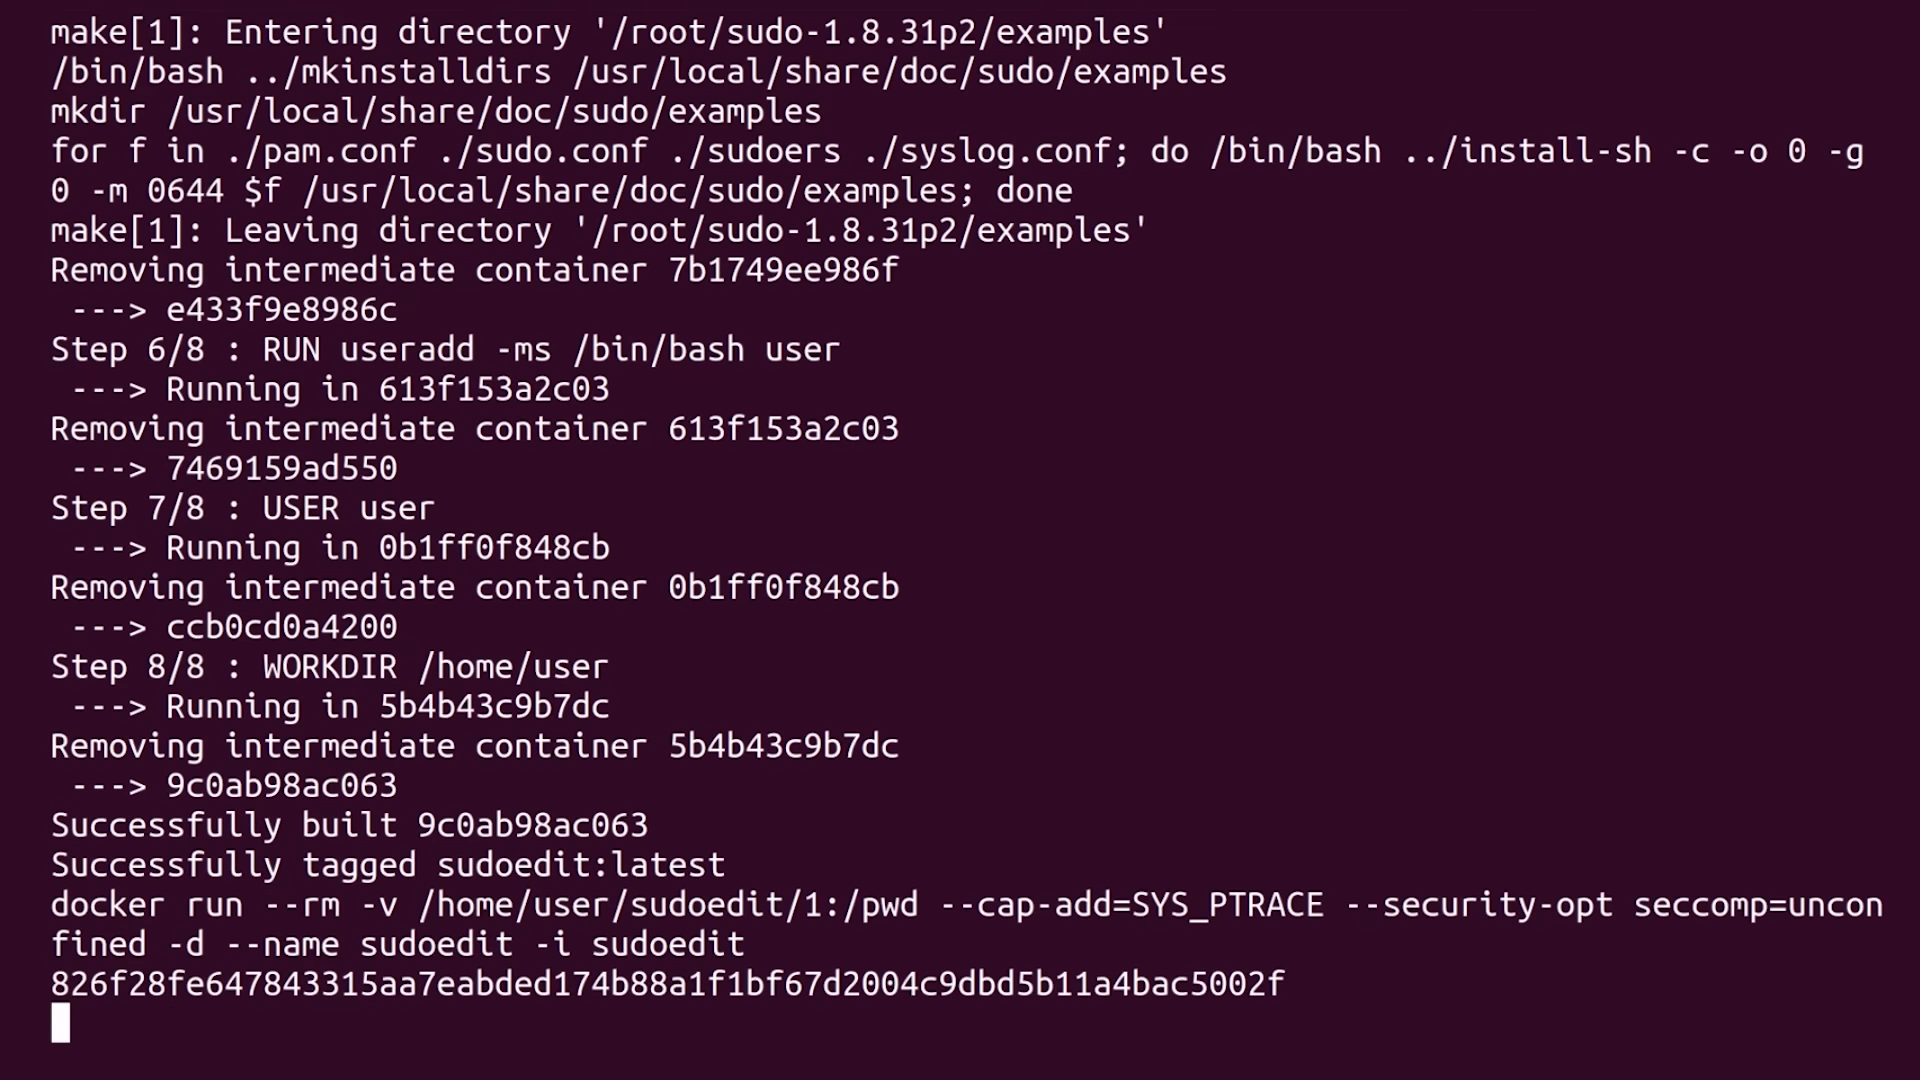 make[1]: Entering directory '/root/sudo-1.8.31p2/examples'
/bin/bash ../mkinstalldirs /usr/local/share/doc/sudo/examples
mkdir /usr/local/share/doc/sudo/examples
for f in ./pam.conf ./sudo.conf ./sudoers ./syslog.conf; do /bin/bash ../install-sh -c -o 0 -g
0 -m 0644 $f /usr/local/share/doc/sudo/examples; done
make[1]: Leaving directory '/root/sudo-1.8.31p2/examples'
Removing intermediate container 7b1749ee986f
 ---> e433f9e8986c
Step 6/8 : RUN useradd -ms /bin/bash user
 ---> Running in 613f153a2c03
Removing intermediate container 613f153a2c03
 ---> 7469159ad550
Step 7/8 : USER user
 ---> Running in 0b1ff0f848cb
Removing intermediate container 0b1ff0f848cb
 ---> ccb0cd0a4200
Step 8/8 : WORKDIR /home/user
 ---> Running in 5b4b43c9b7dc
Removing intermediate container 5b4b43c9b7dc
 ---> 9c0ab98ac063
Successfully built 9c0ab98ac063
Successfully tagged sudoedit:latest
docker run --rm -v /home/user/sudoedit/1:/pwd --cap-add=SYS_PTRACE --security-opt seccomp=uncon
fined -d --name sudoedit -i sudoedit
826f28fe647843315aa7eabded174b88a1f1bf67d2004c9dbd5b11a4bac5002f